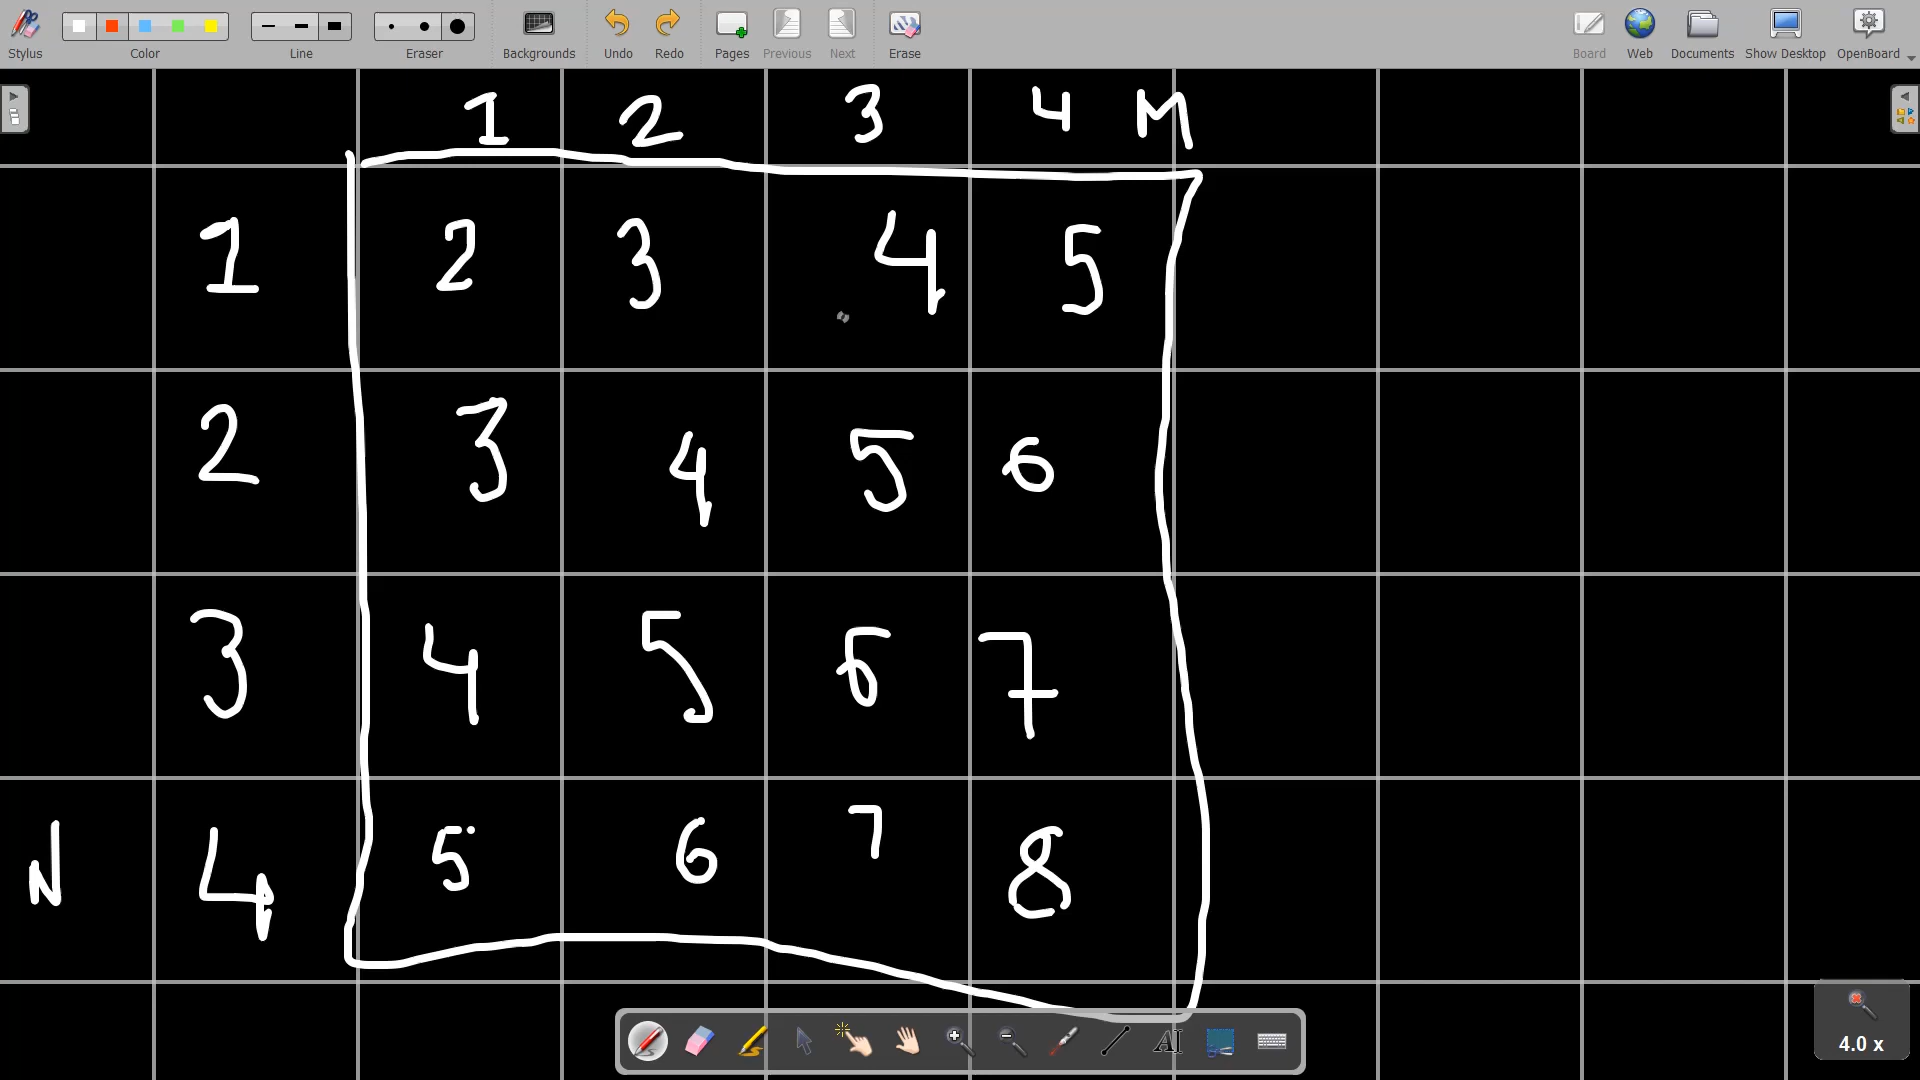 Stylus Color Line Eraser Backgrounds Undo Redo Pages Previous Next Erase Board Web Documents Show Desktop OpenBoard
1 2 3 4 M
1 2 3 4 5
2 3 4 5 6
3 4 5 6 7
N 4 5 6 7 8
AI
4.0 x